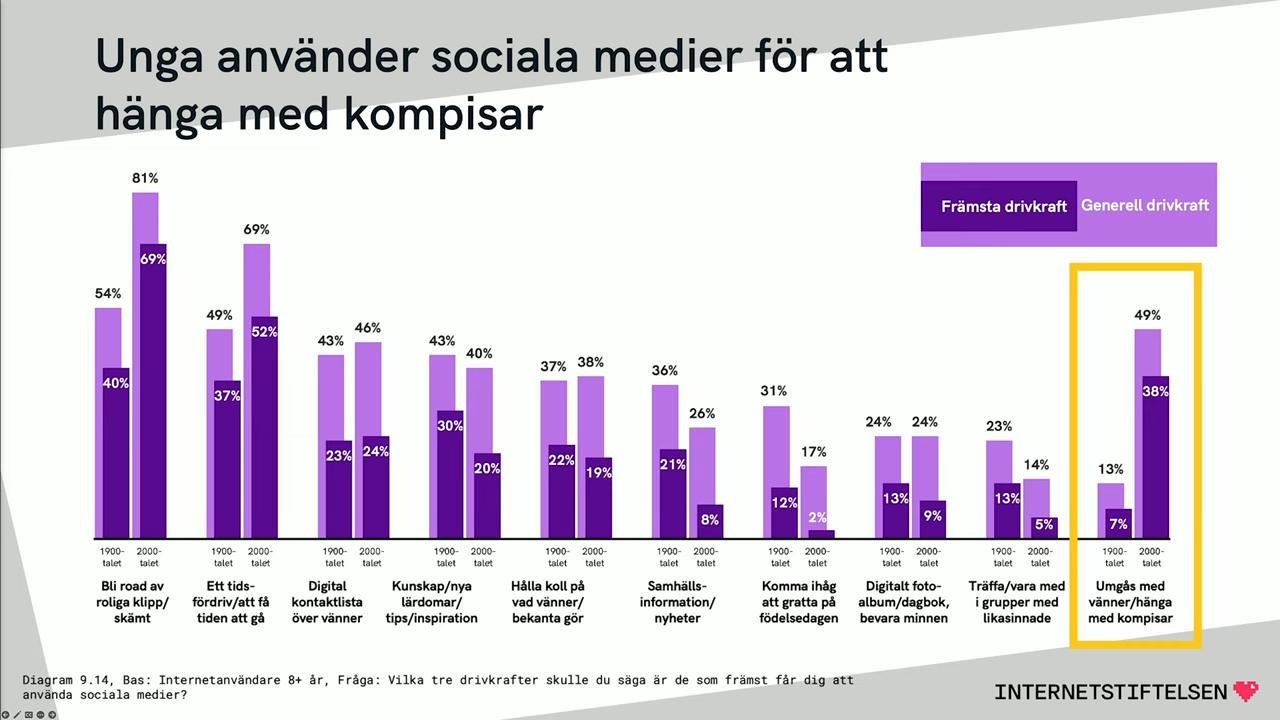 Unga använder sociala medier för att
hänga med kompisar
Främsta drivkraft Generell drivkraft
54% 40% 81% 69%
49% 37% 69% 52%
43% 23% 46% 24%
43% 30% 40% 20%
37% 22% 38% 19%
36% 21% 26% 8%
31% 12% 17% 2%
24% 13% 24% 9%
23% 13% 14% 5%
13% 7% 49% 38%
1900- 2000- 1900- 2000- 1900- 2000- 1900- 2000- 1900- 2000- 1900- 2000- 1900- 2000- 1900- 2000- 1900- 2000- 1900- 2000-
talet talet talet talet talet talet talet talet talet talet talet talet talet talet talet talet talet talet talet talet
Bli road av
roliga klipp/
skämt
Ett tids-
fördriv/att få
tiden att gå
Digital
kontaktlista
över vänner
Kunskap/nya
lärdomar/
tips/inspiration
Hålla koll på
vad vänner/
bekanta gör
Samhälls-
information/
nyheter
Komma ihåg
att gratta på
födelsedagen
Digitalt foto-
album/dagbok,
bevara minnen
Träffa/vara med
i grupper med
likasinnade
Umgås med
vänner/hänga
med kompisar
Diagram 9.14, Bas: Internetanvändare 8+ år, Fråga: Vilka tre drivkrafter skulle du säga är de som främst får dig att
använda sociala medier?
INTERNETSTIFTELSEN